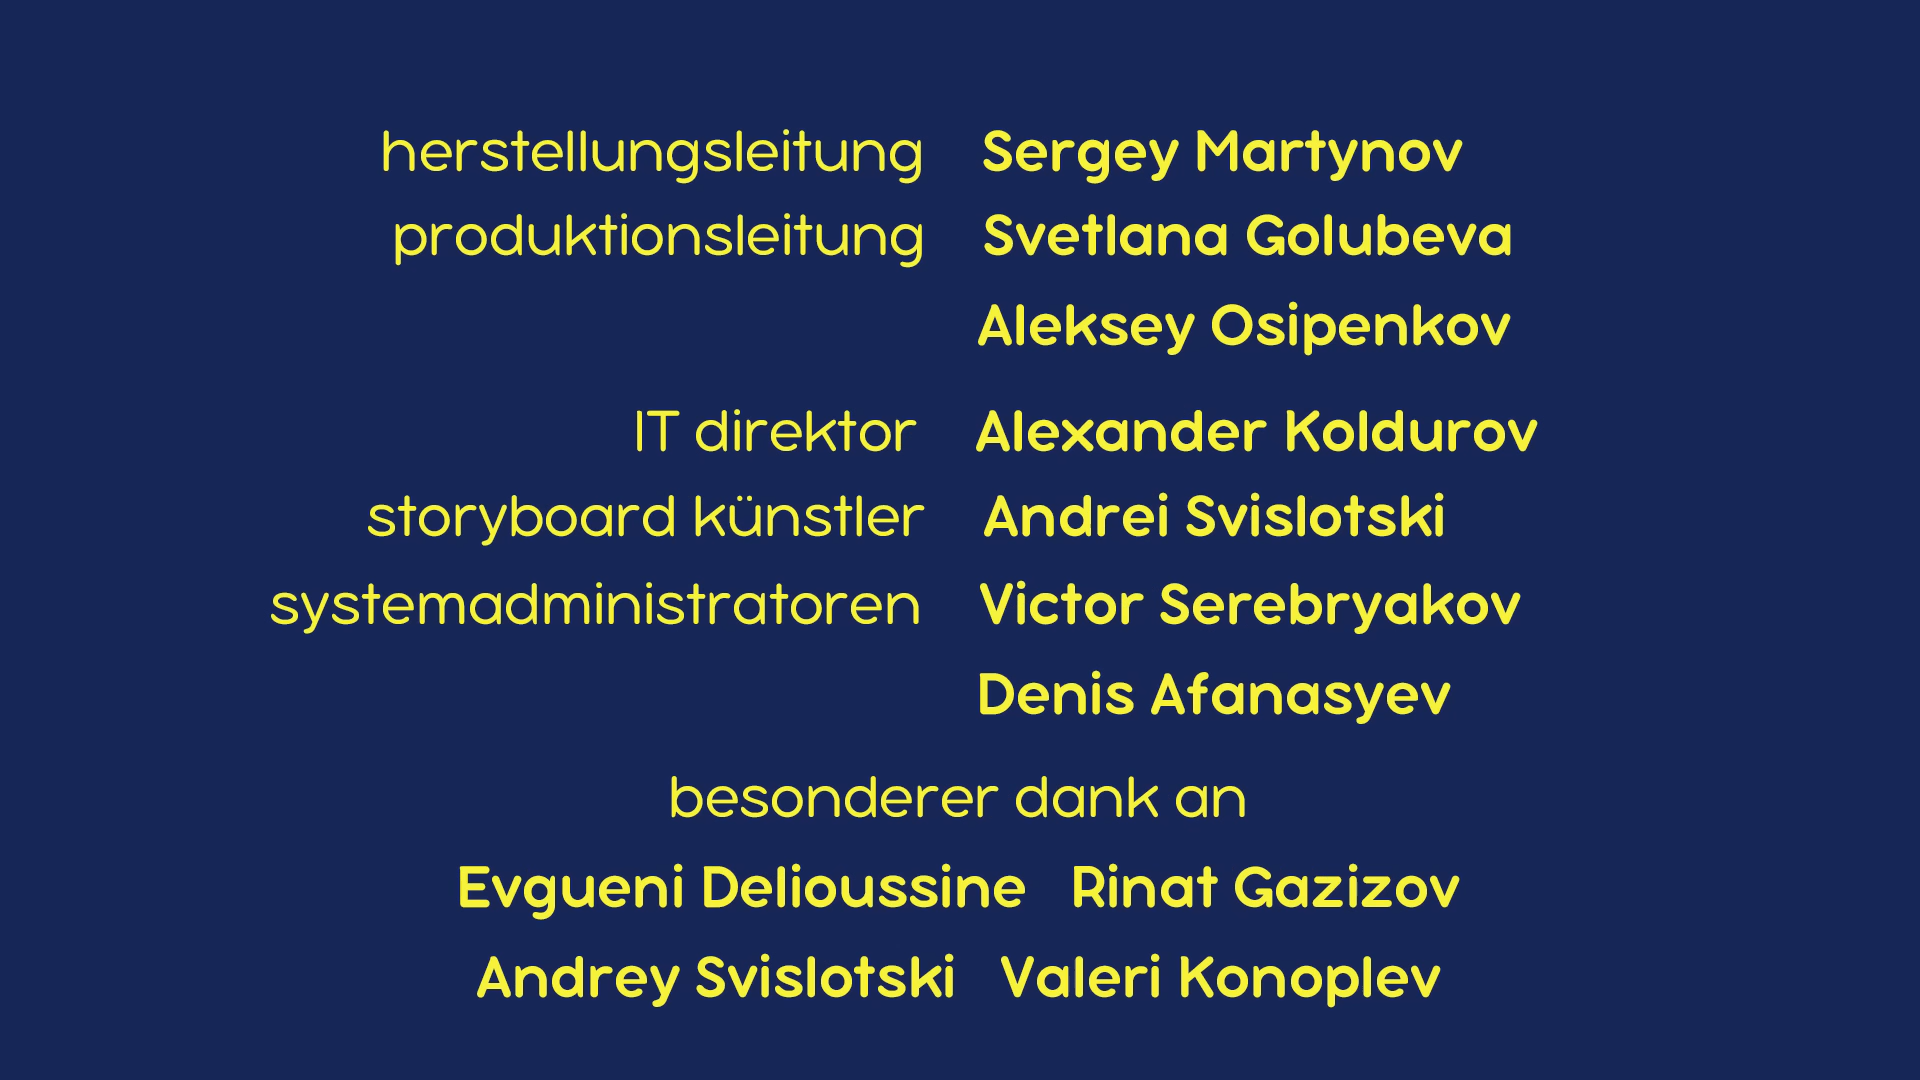 herstellungsleitung Sergey Martynov
produktionsleitung Svetlana Golubeva
Aleksey Osipenkov
IT direktor Alexander Koldurov
storyboard künstler Andrei Svislotski
systemadministratoren Victor Serebryakov
Denis Afanasyev
besonderer dank an
Evgueni Delioussine Rinat Gazizov
Andrey Svislotski Valeri Konoplev